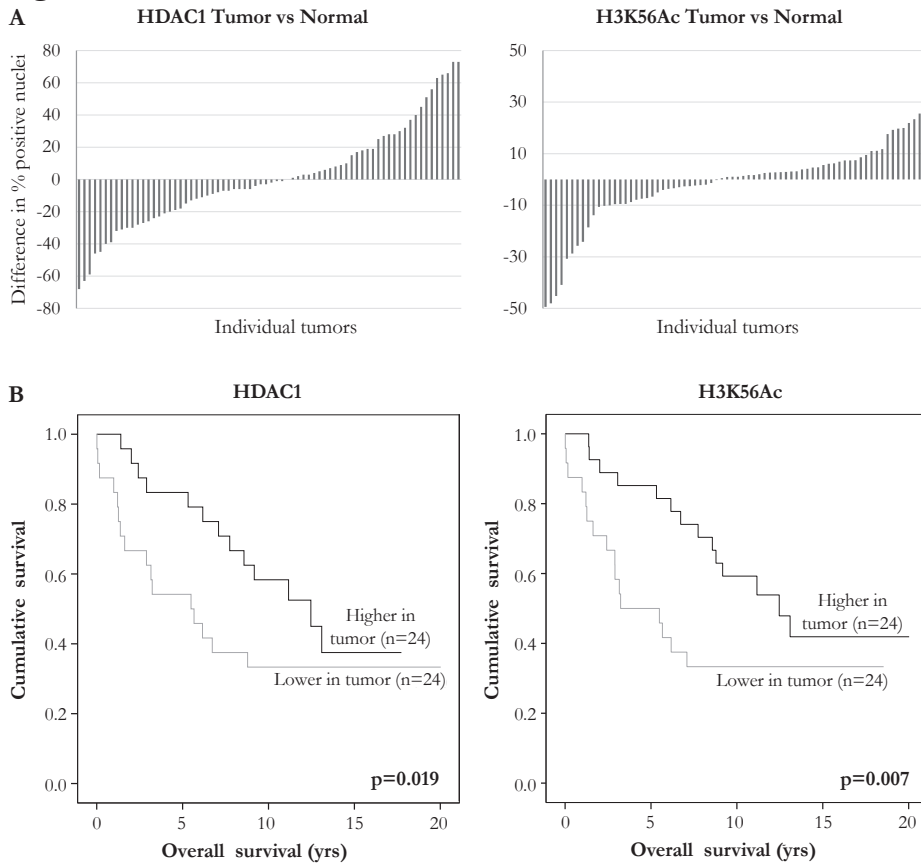 A
HDAC1 Tumor vs Normal
H3K56Ac Tumor vs Normal
Difference in % positive nuclei
80
60
40
20
0
-20
-40
-60
-80
Individual tumors
50
30
10
-10
-30
-50
Individual tumors
B
HDAC1
H3K56Ac
Cumulative survival
1.0
0.8
0.6
0.4
0.2
0.0
Higher in
tumor (n=24)
Lower in tumor (n=24)
p=0.019
0 5 10 15 20
Overall survival (yrs)
Cumulative survival
1.0
0.8
0.6
0.4
0.2
0.0
Higher in
tumor (n=24)
Lower in tumor (n=24)
p=0.007
0 5 10 15 20
Overall survival (yrs)